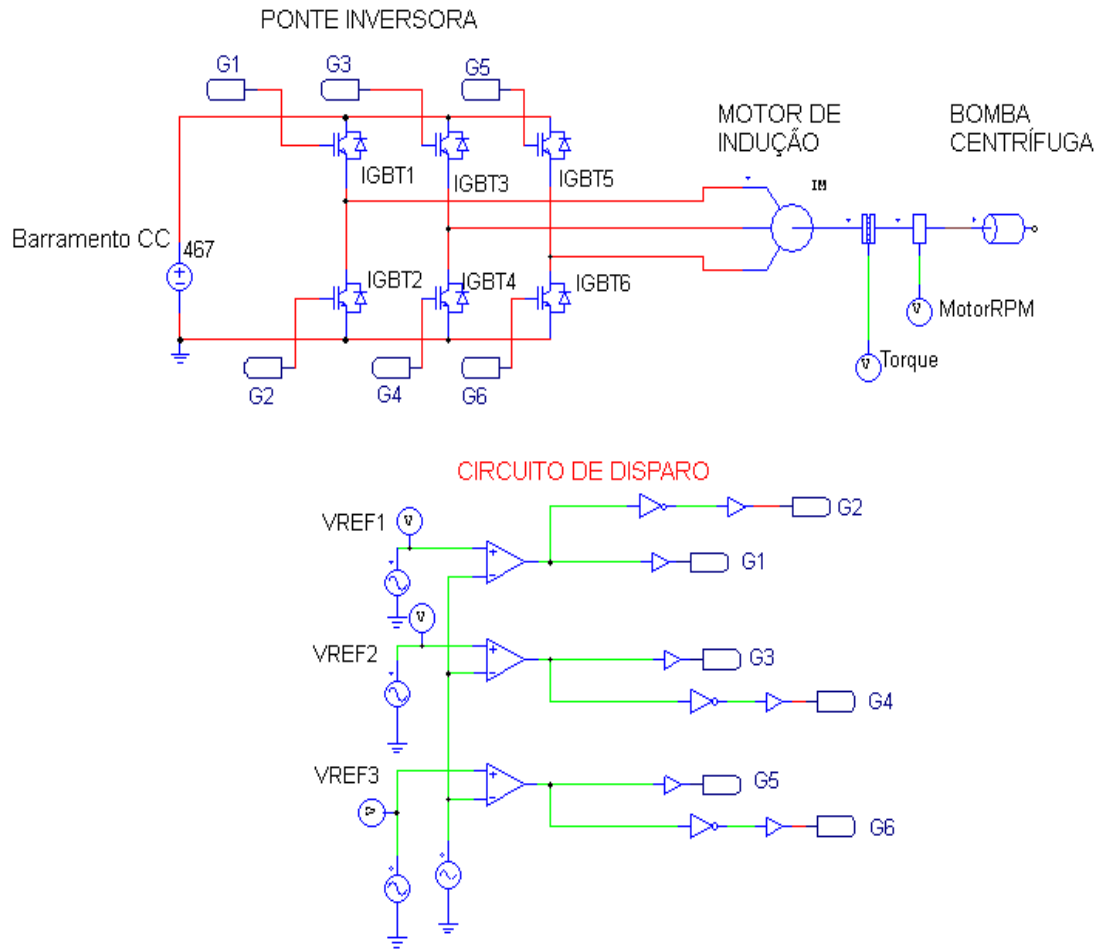 PONTE INVERSORA
G1
G3
G5
MOTOR DE
INDUÇÃO
BOMBA
CENTRÍFUGA
IGBT1
IGBT3
IGBT5
IM
Barramento CC
467
IGBT2
IGBT4
IGBT6
V
MotorRPM
V
Torque
G2
G4
G6
CIRCUITO DE DISPARO
VREF1
V
G2
G1
V
VREF2
G3
G4
VREF3
V
G5
G6